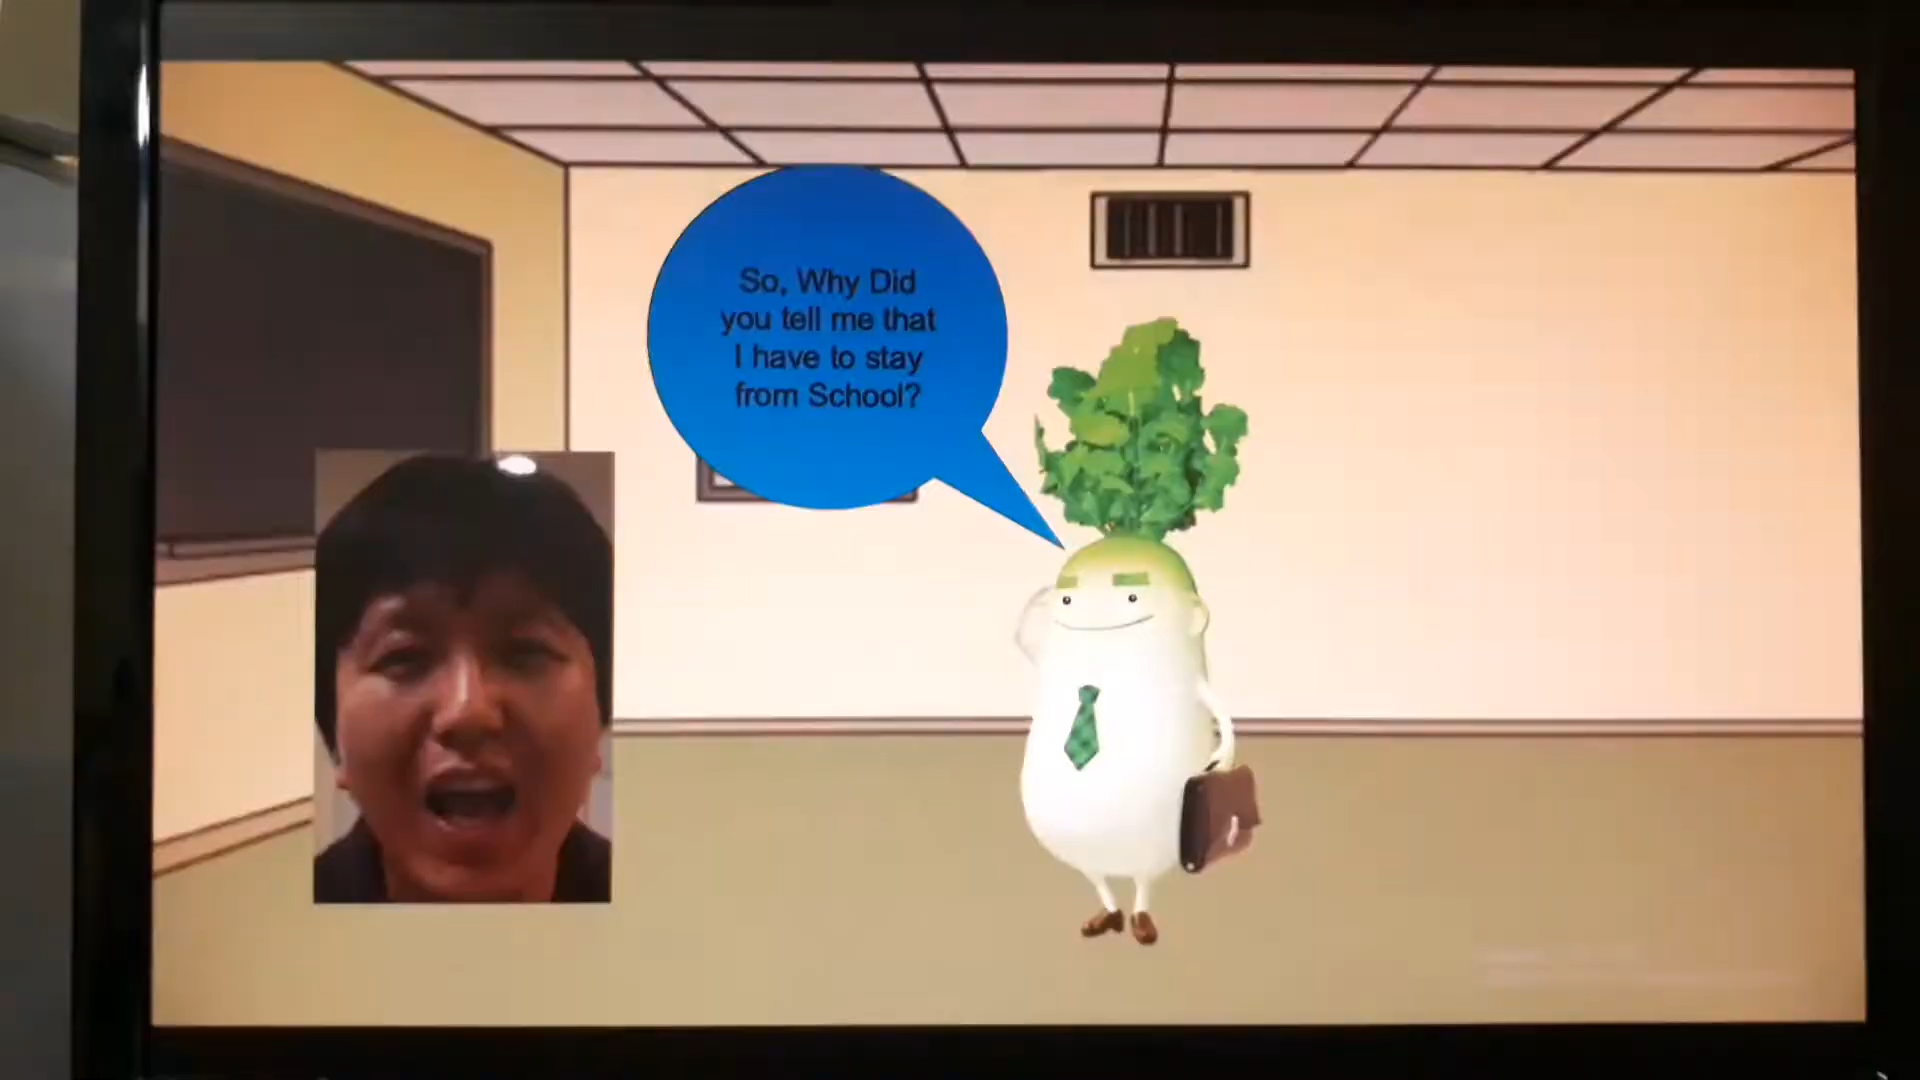 So, Why Did
you tell me that
I have to stay
from School?